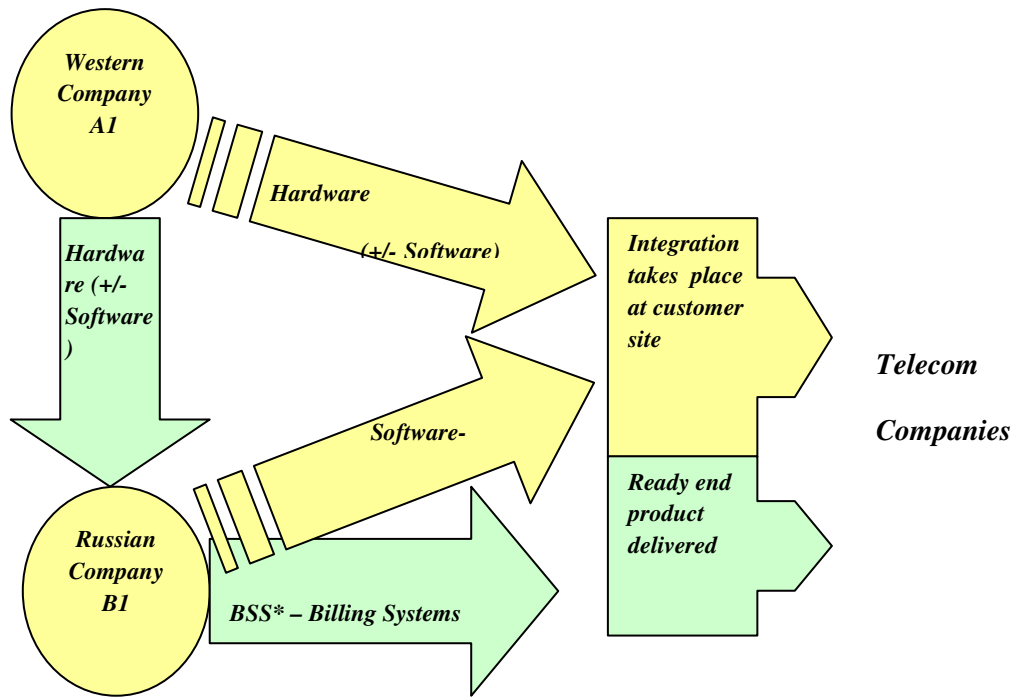 Western
Company
A1
Hardware
(+/- Software)
Hardwa
re (+/-
Software
)
Integration
takes place
at customer
site
Telecom
Companies
Software-
Ready end
product
delivered
Russian
Company
B1
BSS* – Billing Systems